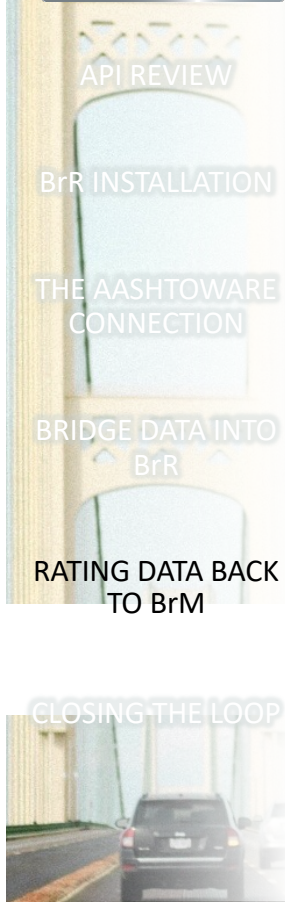 API REVIEW
BrR INSTALLATION
THE AASHTOWARE
CONNECTION
BRIDGE DATA INTO
BrR
RATING DATA BACK
TO BrM
CLOSING THE LOOP